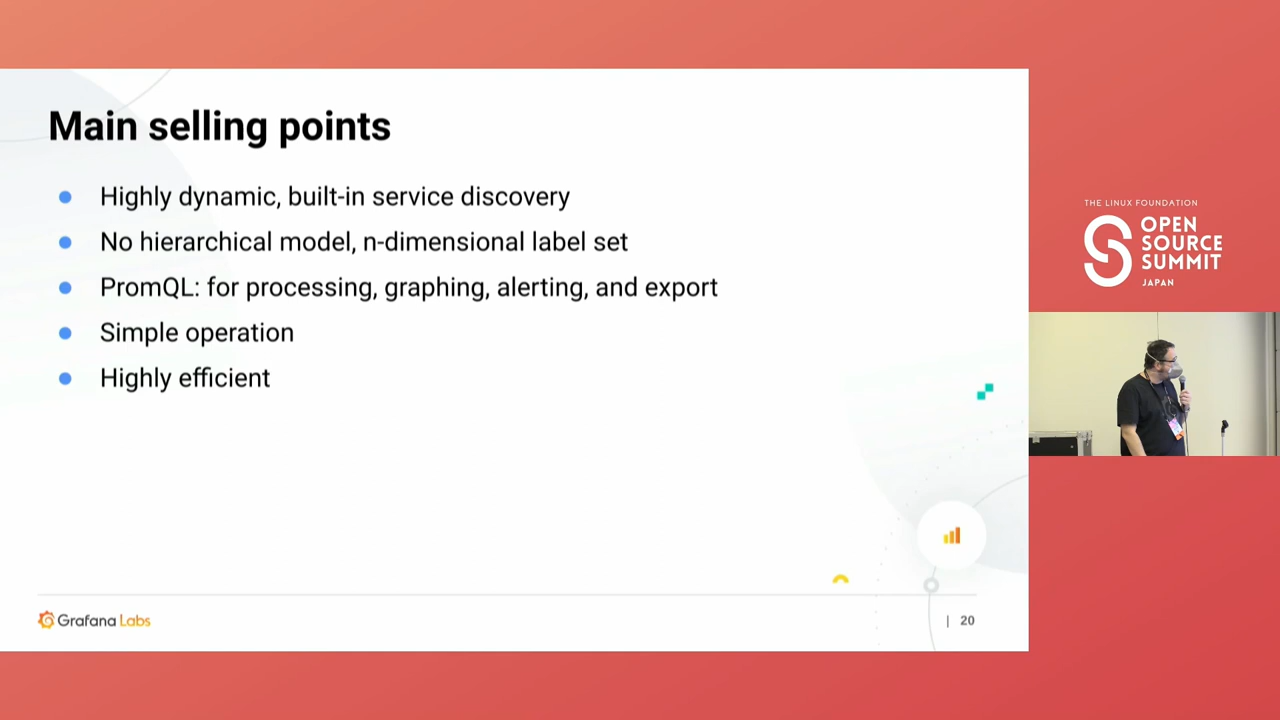 Main selling points
Highly dynamic, built-in service discovery
No hierarchical model, n-dimensional label set
PromQL: for processing, graphing, alerting, and export
Simple operation
Highly efficient
Grafana Labs
| 20
THE LINUX FOUNDATION
OPEN
SOURCE
SUMMIT
JAPAN